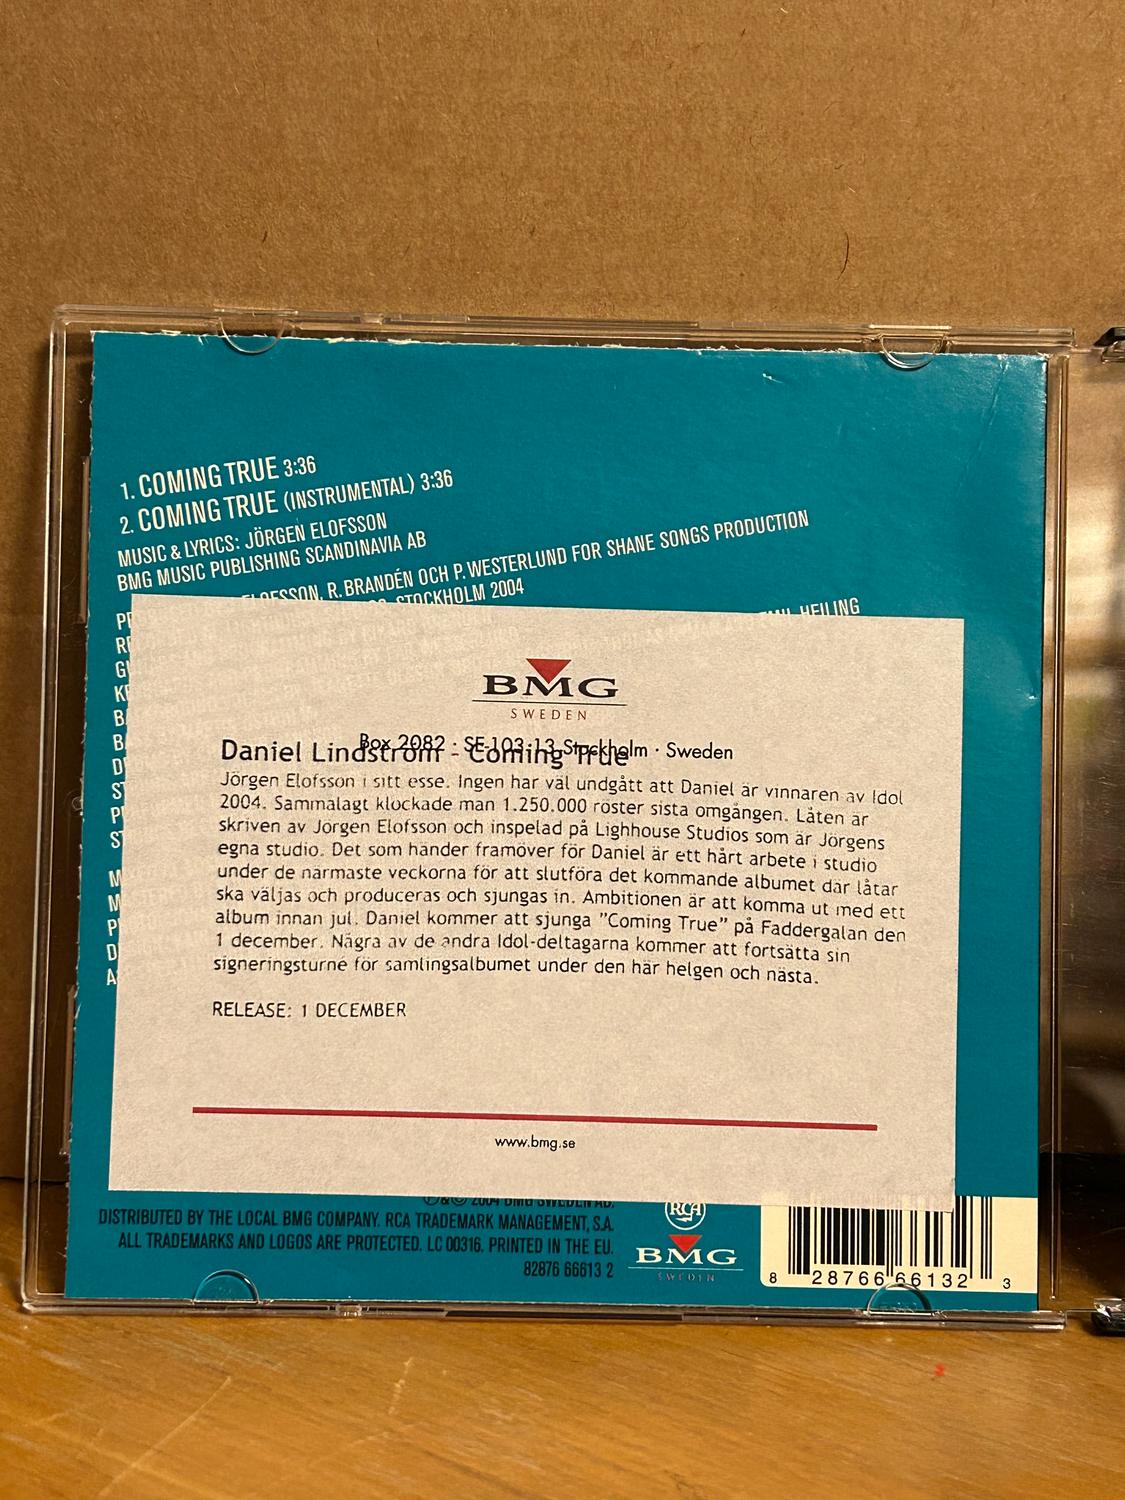 1. COMING TRUE 3:36
2. COMING TRUE (INSTRUMENTAL) 3:36
MUSIC & LYRICS: JÖRGEN ELOFSSON
BMG MUSIC PUBLISHING SCANDINAVIA AB
ELOFSSON, R. BRANDÉN OCH P. WESTERLUND FOR SHANE SONGS PRODUCTION
STOCKHOLM 2004
EMIL HEILING
BMG
SWEDEN
Box 2082 · SE-103 13 Stockholm · Sweden
Daniel Lindström - Coming True
Jörgen Elofsson i sitt esse. Ingen har väl undgått att Daniel är vinnaren av Idol
2004. Sammalagt klockade man 1.250.000 röster sista omgången. Låten är
skriven av Jörgen Elofsson och inspelad på Lighhouse Studios som är Jörgens
egna studio. Det som händer framöver för Daniel är ett hårt arbete i studio
under de närmaste veckorna för att slutföra det kommande albumet där låtar
ska väljas och produceras och sjungas in. Ambitionen är att komma ut med ett
album innan jul. Daniel kommer att sjunga ”Coming True” på Faddergalan den
1 december. Några av de andra Idol-deltagarna kommer att fortsätta sin
signeringsturné för samlingsalbumet under den här helgen och nästa.
RELEASE: 1 DECEMBER
www.bmg.se
℗&© 2004 BMG SWEDEN AB.
DISTRIBUTED BY THE LOCAL BMG COMPANY. RCA TRADEMARK MANAGEMENT, S.A.
ALL TRADEMARKS AND LOGOS ARE PROTECTED. LC 00316. PRINTED IN THE EU.
82876 66613 2
RCA
BMG
SWEDEN
8 28766 66132 3